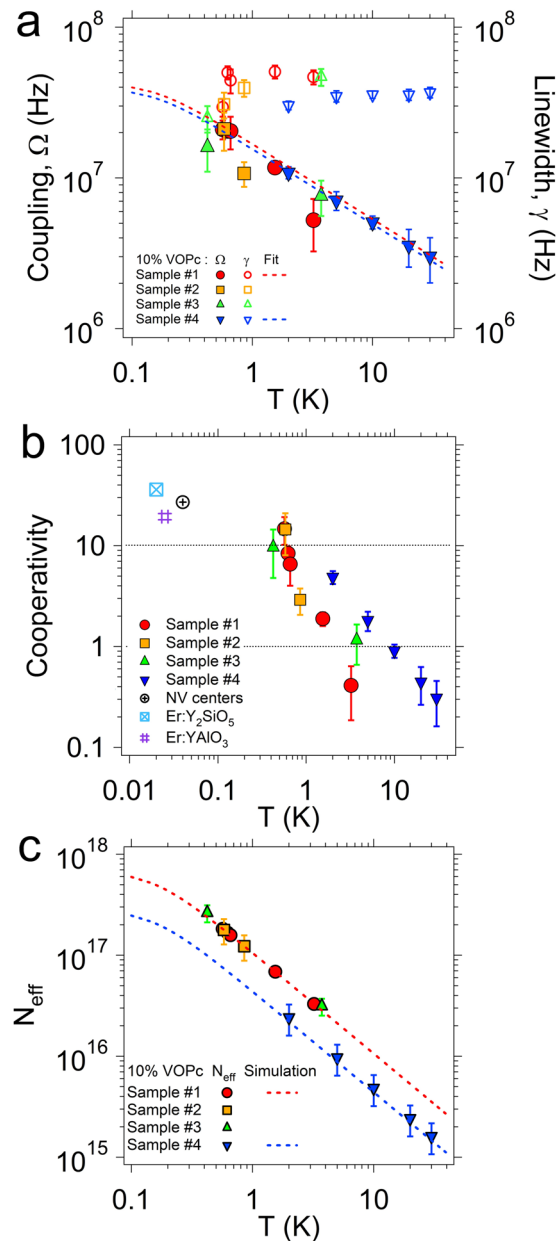 a
10⁸
10⁷
10⁶
Coupling, Ω (Hz)
10⁸
10⁷
10⁶
Linewidth, γ (Hz)
10% VOPc : Ω γ Fit
Sample #1
Sample #2
Sample #3
Sample #4
0.1 1 10
T (K)
b
100
10
1
0.1
Cooperativity
Sample #1
Sample #2
Sample #3
Sample #4
NV centers
Er:Y₂SiO₅
Er:YAlO₃
0.01 0.1 1 10
T (K)
c
10¹⁸
10¹⁷
10¹⁶
10¹⁵
N_eff
10% VOPc N_eff Simulation
Sample #1
Sample #2
Sample #3
Sample #4
0.1 1 10
T (K)